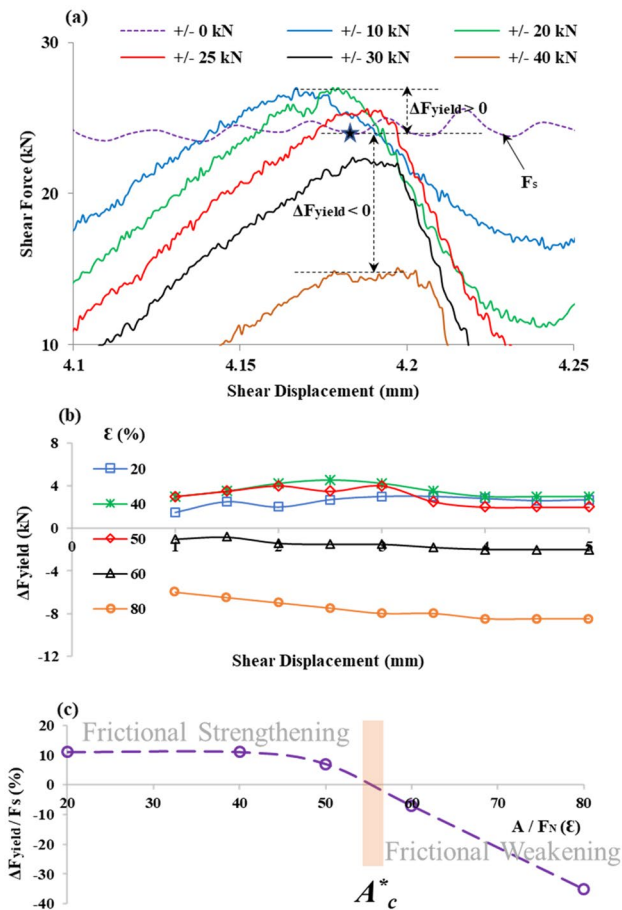 (a)
+/- 0 kN +/- 10 kN +/- 20 kN
+/- 25 kN +/- 30 kN +/- 40 kN
30
20
10
Shear Force (kN)
ΔFyield > 0
Fs
ΔFyield < 0
4.1 4.15 4.2 4.25
Shear Displacement (mm)
(b)
ε (%)
20
40
50
60
80
8
4
0
-4
-8
-12
ΔFyield (kN)
0 1 2 3 4 5
Shear Displacement (mm)
(c)
Frictional Strengthening
20
10
0
-10
-20
-30
-40
ΔFyield/ Fs (%)
20 30 40 50 60 70 80
A / FN (ε)
Frictional Weakening
A*c